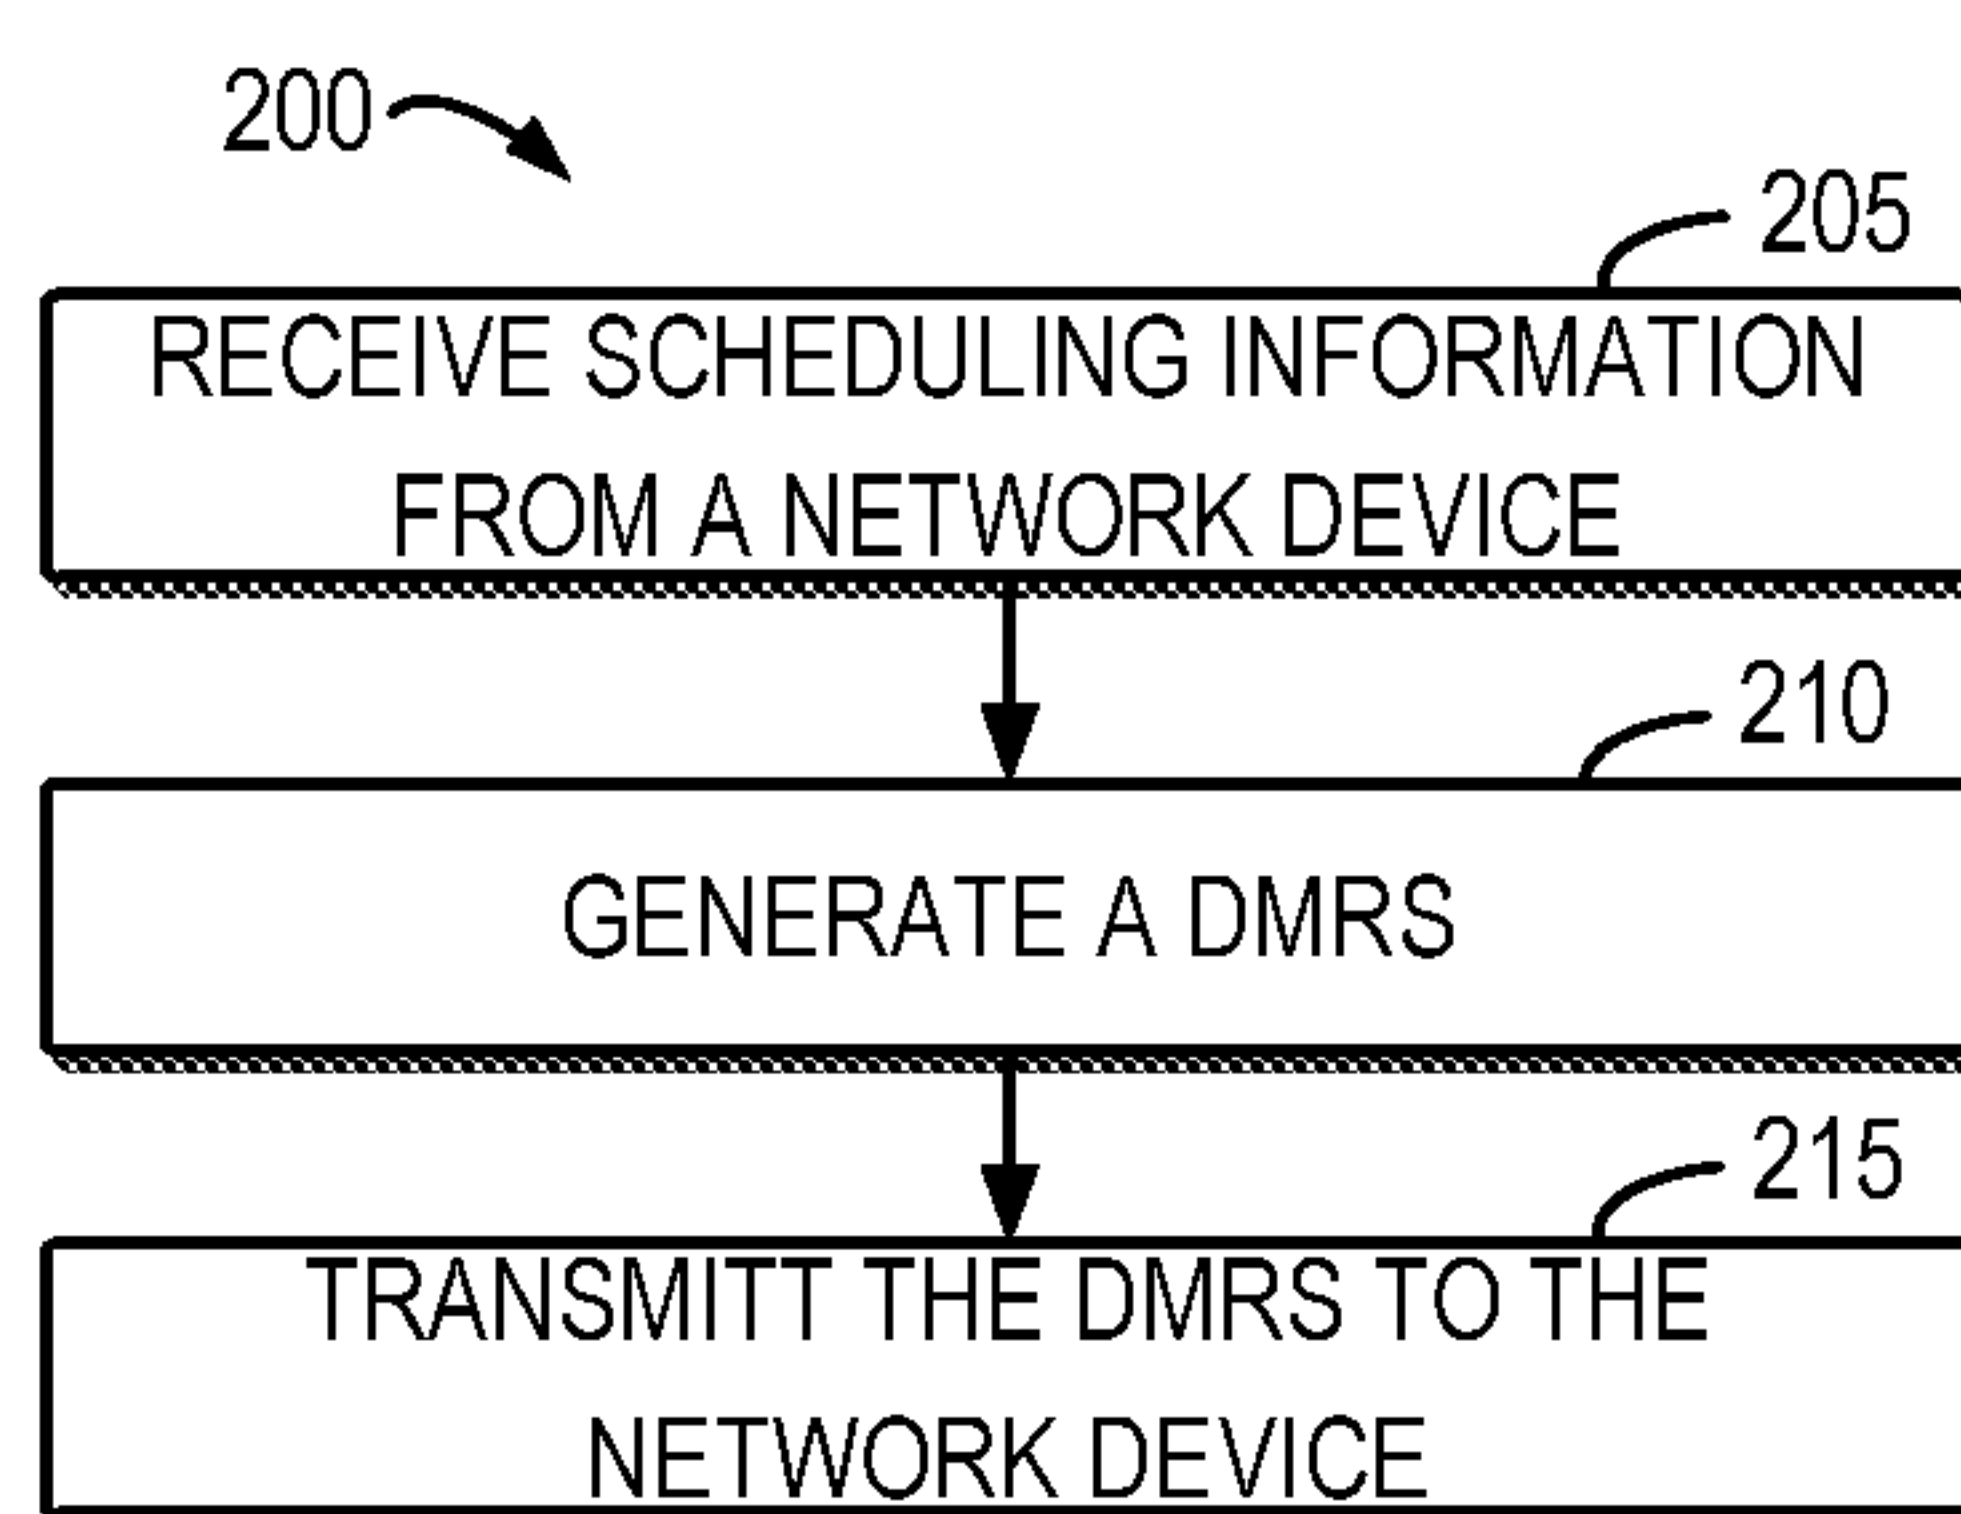 200
205
RECEIVE SCHEDULING INFORMATION
FROM A NETWORK DEVICE
210
GENERATE A DMRS
215
TRANSMITT THE DMRS TO THE
NETWORK DEVICE